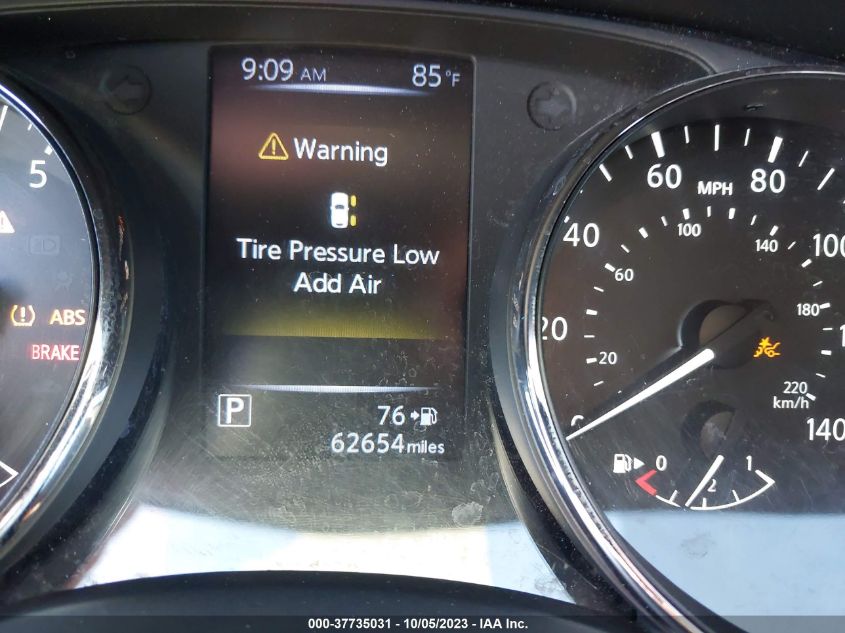 9:09 AM 85°F
Warning
Tire Pressure Low
Add Air
P
76
62654 miles
5
ABS
BRAKE
0 20 40 60 80 100 140
MPH
20 60 100 140 180 220
km/h
0 1/2 1
000-37735031 - 10/05/2023 - IAA Inc.